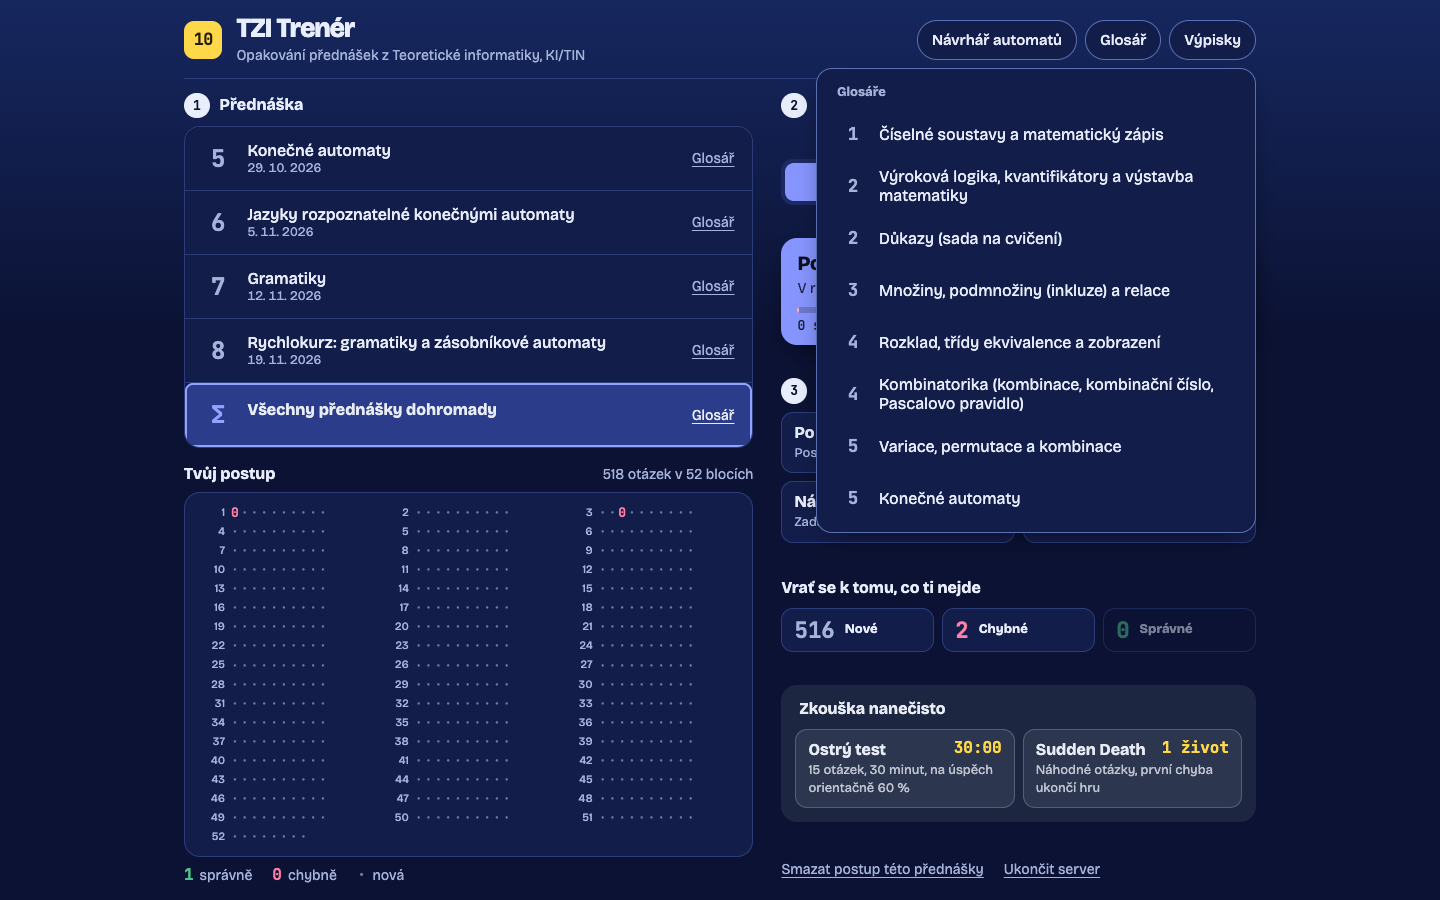 10
TZI Trenér
Opakování přednášek z Teoretické informatiky, KI/TIN
Návrhář automatů
Glosář
Výpisky
1 Přednáška
5 Konečné automaty
29. 10. 2026
Glosář
6 Jazyky rozpoznatelné konečnými automaty
5. 11. 2026
Glosář
7 Gramatiky
12. 11. 2026
Glosář
8 Rychlokurz: gramatiky a zásobníkové automaty
19. 11. 2026
Glosář
Σ Všechny přednášky dohromady
Glosář
Tvůj postup
518 otázek v 52 blocích
1 0 · · · · · · · · · 2 · · · · · · · · · · 3 · · 0 · · · · · · ·
4 · · · · · · · · · · 5 · · · · · · · · · · 6 · · · · · · · · · ·
7 · · · · · · · · · · 8 · · · · · · · · · · 9 · · · · · · · · · ·
10 · · · · · · · · · · 11 · · · · · · · · · · 12 · · · · · · · · · ·
13 · · · · · · · · · · 14 · · · · · · · · · · 15 · · · · · · · · · ·
16 · · · · · · · · · · 17 · · · · · · · · · · 18 · · · · · · · · · ·
19 · · · · · · · · · · 20 · · · · · · · · · · 21 · · · · · · · · · ·
22 · · · · · · · · · · 23 · · · · · · · · · · 24 · · · · · · · · · ·
25 · · · · · · · · · · 26 · · · · · · · · · · 27 · · · · · · · · · ·
28 · · · · · · · · · · 29 · · · · · · · · · · 30 · · · · · · · · · ·
31 · · · · · · · · · · 32 · · · · · · · · · · 33 · · · · · · · · · ·
34 · · · · · · · · · · 35 · · · · · · · · · · 36 · · · · · · · · · ·
37 · · · · · · · · · · 38 · · · · · · · · · · 39 · · · · · · · · · ·
40 · · · · · · · · · · 41 · · · · · · · · · · 42 · · · · · · · · · ·
43 · · · · · · · · · · 44 · · · · · · · · · · 45 · · · · · · · · · ·
46 · · · · · · · · · · 47 · · · · · · · · · · 48 · · · · · · · · · ·
49 · · · · · · · · · · 50 · · · · · · · · · · 51 · · · · · · · · · ·
52 · · · · · · · ·
1 správně 0 chybně · nová
2
Glosáře
1 Číselné soustavy a matematický zápis
2 Výroková logika, kvantifikátory a výstavba
matematiky
2 Důkazy (sada na cvičení)
3 Množiny, podmnožiny (inkluze) a relace
4 Rozklad, třídy ekvivalence a zobrazení
4 Kombinatorika (kombinace, kombinační číslo,
Pascalovo pravidlo)
5 Variace, permutace a kombinace
5 Konečné automaty
V
0
3
Po
Pos
Ná
Zad
Vrať se k tomu, co ti nejde
516 Nové
2 Chybné
0 Správné
Zkouška nanečisto
Ostrý test 30:00
15 otázek, 30 minut, na úspěch
orientačně 60 %
Sudden Death 1 život
Náhodné otázky, první chyba
ukončí hru
Smazat postup této přednášky
Ukončit server